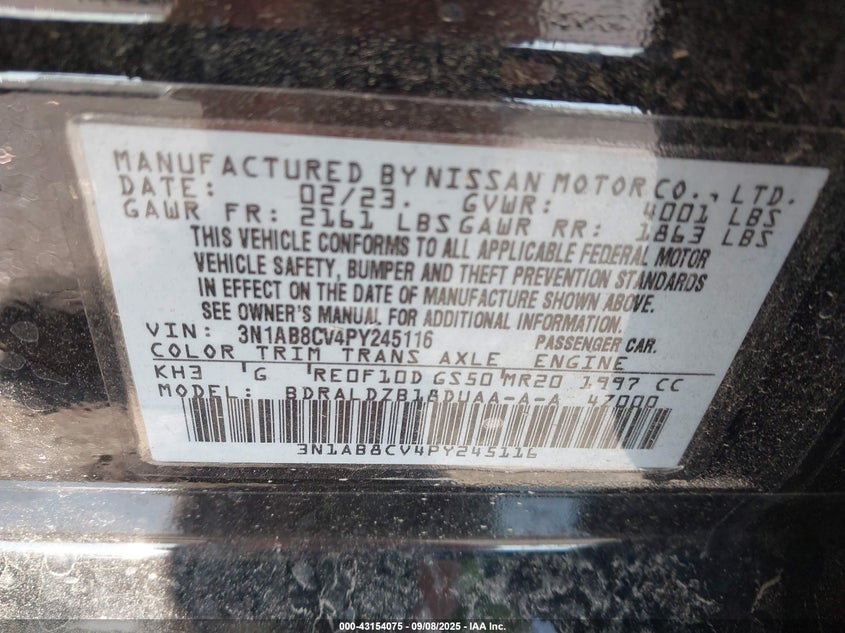 MANUFACTURED BY NISSAN MOTOR CO., LTD.
DATE: 02/23. GVWR: 4001 LBS
GAWR FR: 2161 LBS GAWR RR: 1863 LBS
THIS VEHICLE CONFORMS TO ALL APPLICABLE FEDERAL MOTOR
VEHICLE SAFETY, BUMPER AND THEFT PREVENTION STANDARDS
IN EFFECT ON THE DATE OF MANUFACTURE SHOWN ABOVE.
SEE OWNER'S MANUAL FOR ADDITIONAL INFORMATION.
VIN: 3N1AB8CV4PY245116 PASSENGER CAR.
COLOR TRIM TRANS AXLE ENGINE
KH3 G RE0F10D GS50 MR20 1997 CC
MODEL: BDRALDZB18DUAA-A-A 47000
3N1AB8CV4PY245116
000-43154075 - 09/08/2025 - IAA Inc.